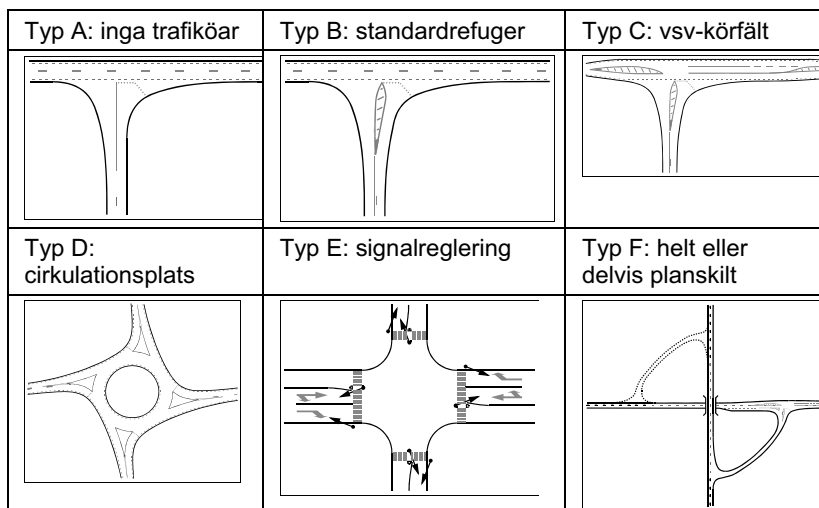 Typ A: inga trafiköar
Typ B: standardrefuger
Typ C: vsv-körfält
Typ D:
cirkulationsplats
Typ E: signalreglering
Typ F: helt eller
delvis planskilt